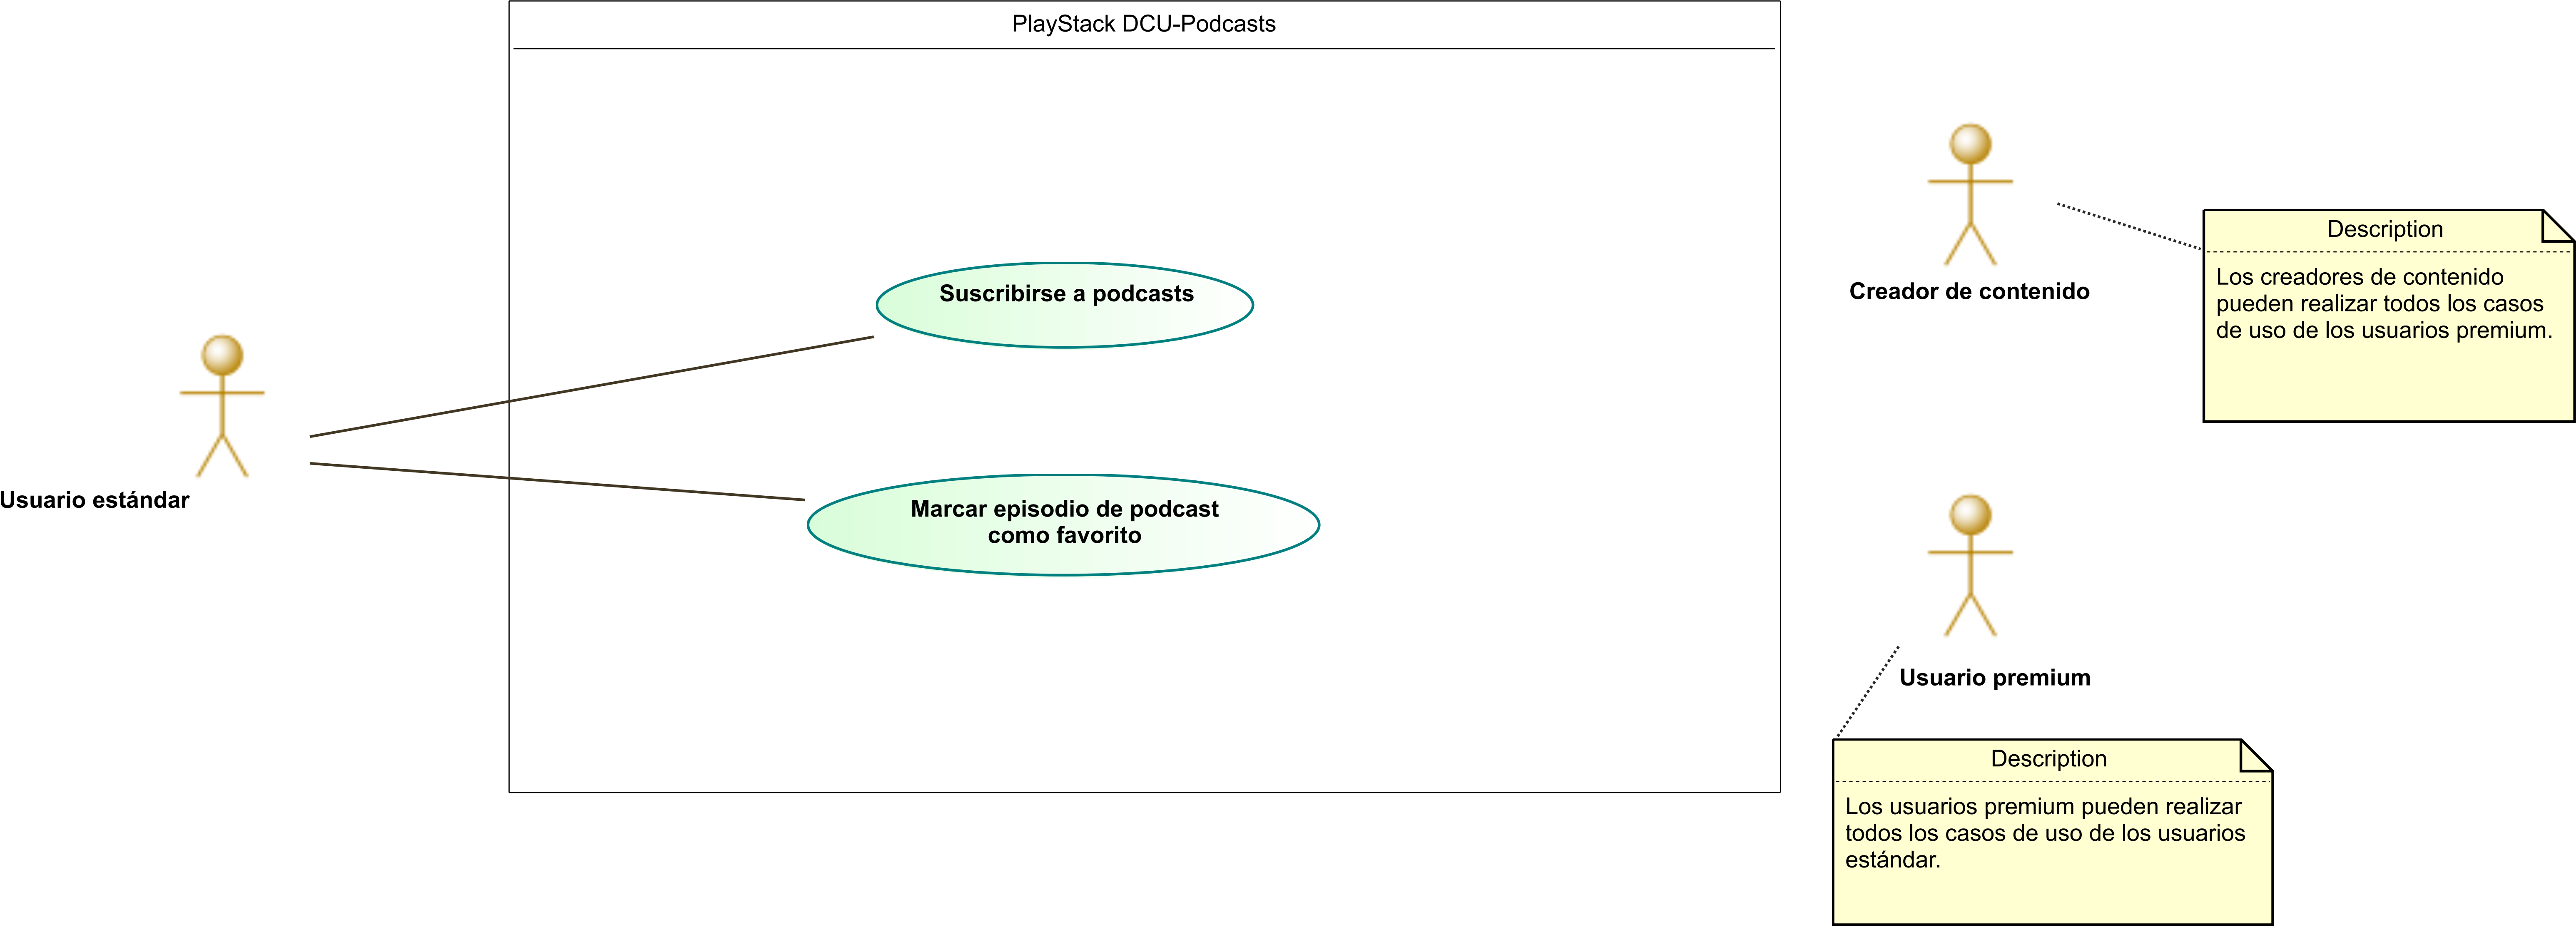 PlayStack DCU-Podcasts
Suscribirse a podcasts
Marcar episodio de podcast
como favorito
Usuario estándar
Creador de contenido
Description
Los creadores de contenido
pueden realizar todos los casos
de uso de los usuarios premium.
Usuario premium
Description
Los usuarios premium pueden realizar
todos los casos de uso de los usuarios
estándar.